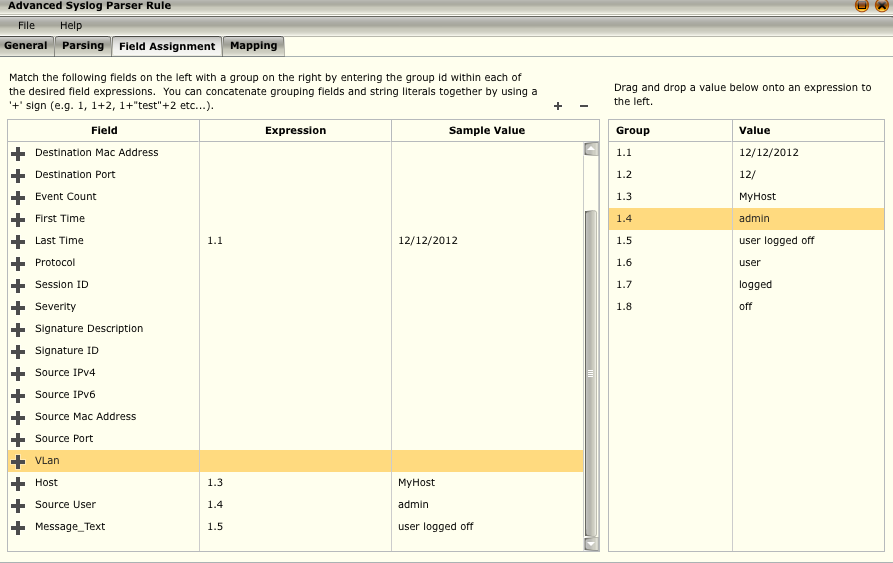 Advanced Syslog Parser Rule
File Help
General Parsing Field Assignment Mapping
Match the following fields on the left with a group on the right by entering the group id within each of
the desired field expressions.  You can concatenate grouping fields and string literals together by using a
'+' sign (e.g. 1, 1+2, 1+"test"+2 etc...).
+ −
Drag and drop a value below onto an expression to
the left.
Field Expression Sample Value
Destination Mac Address
Destination Port
Event Count
First Time
Last Time 1.1 12/12/2012
Protocol
Session ID
Severity
Signature Description
Signature ID
Source IPv4
Source IPv6
Source Mac Address
Source Port
VLan
Host 1.3 MyHost
Source User 1.4 admin
Message_Text 1.5 user logged off
Group Value
1.1 12/12/2012
1.2 12/
1.3 MyHost
1.4 admin
1.5 user logged off
1.6 user
1.7 logged
1.8 off